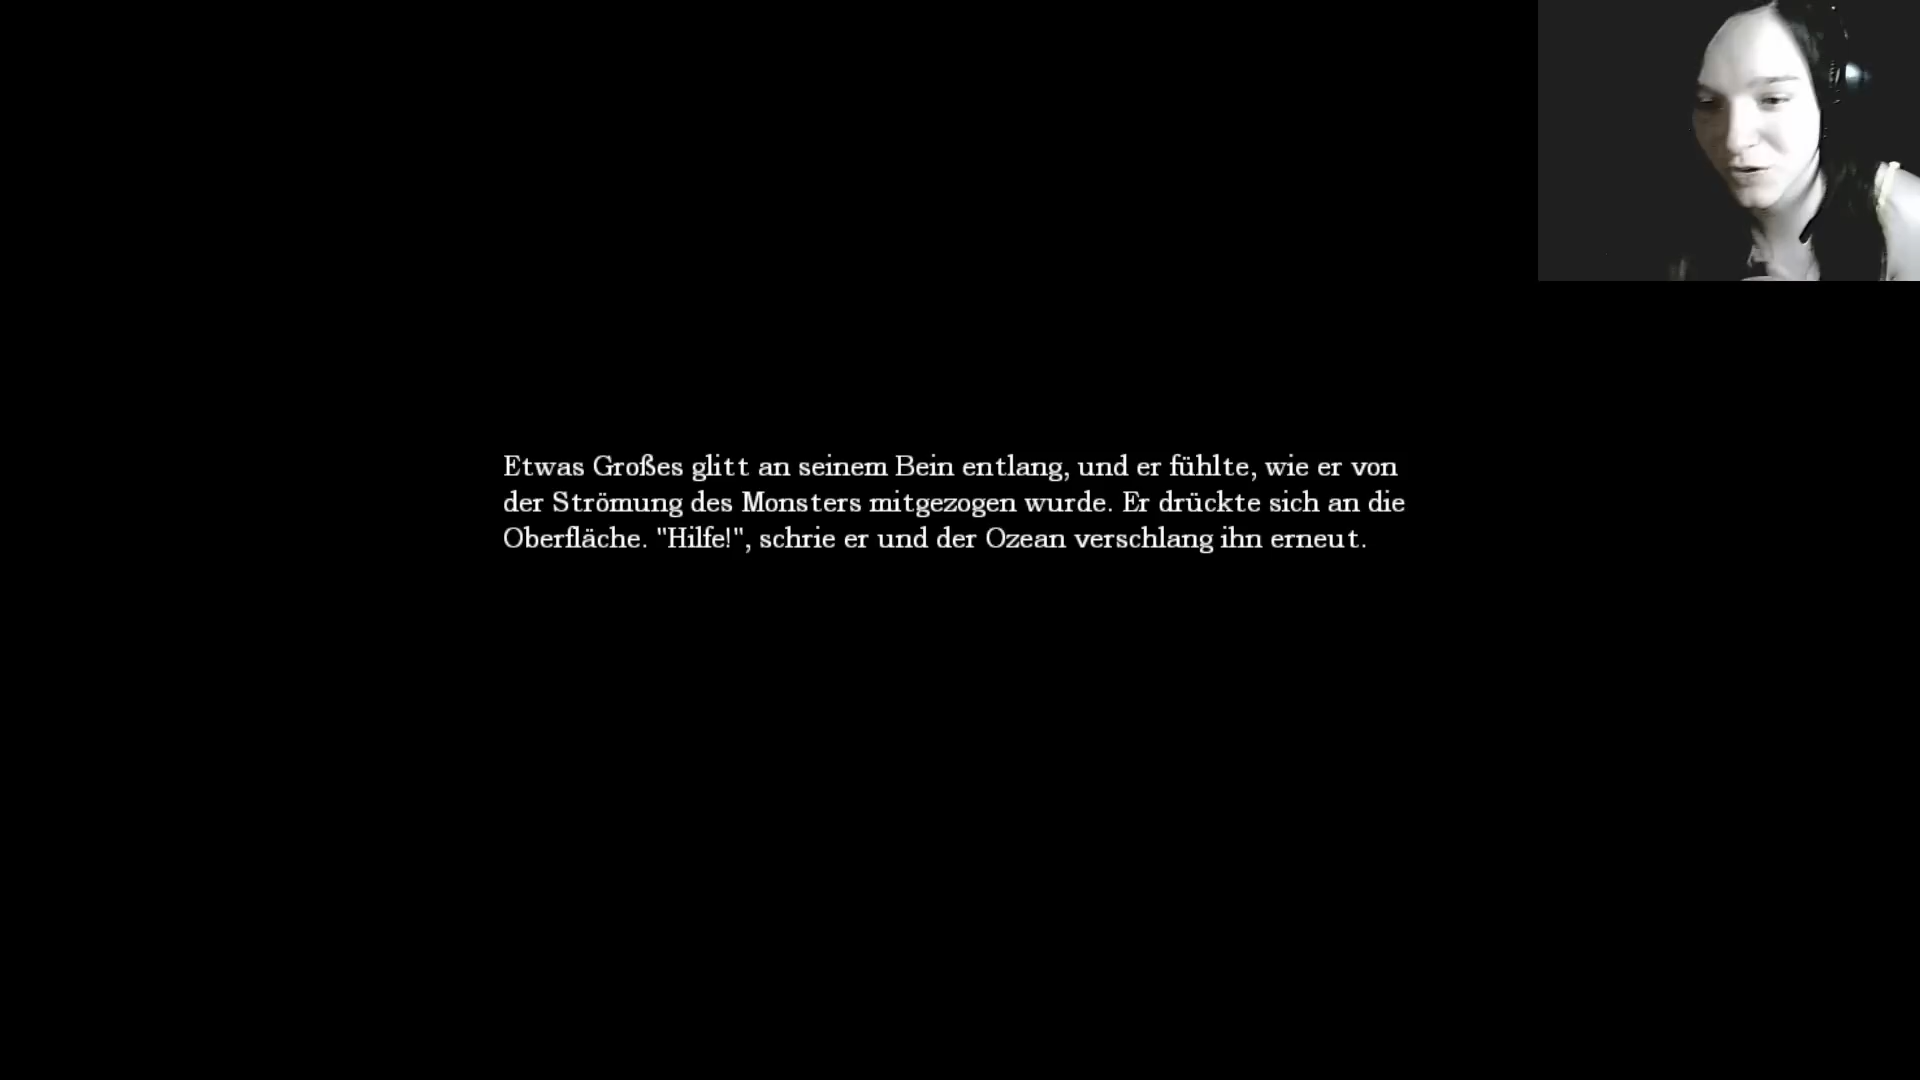 Etwas Großes glitt an seinem Bein entlang, und er fühlte, wie er von
der Strömung des Monsters mitgezogen wurde. Er drückte sich an die
Oberfläche. "Hilfe!", schrie er und der Ozean verschlang ihn erneut.